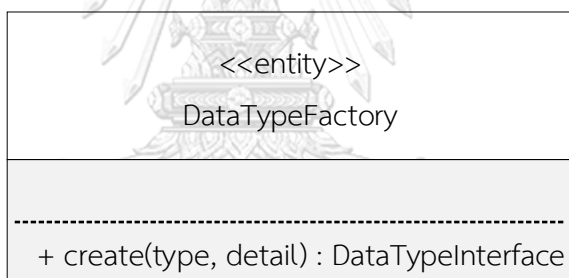 <<entity>>
DataTypeFactory
+ create(type, detail) : DataTypeInterface